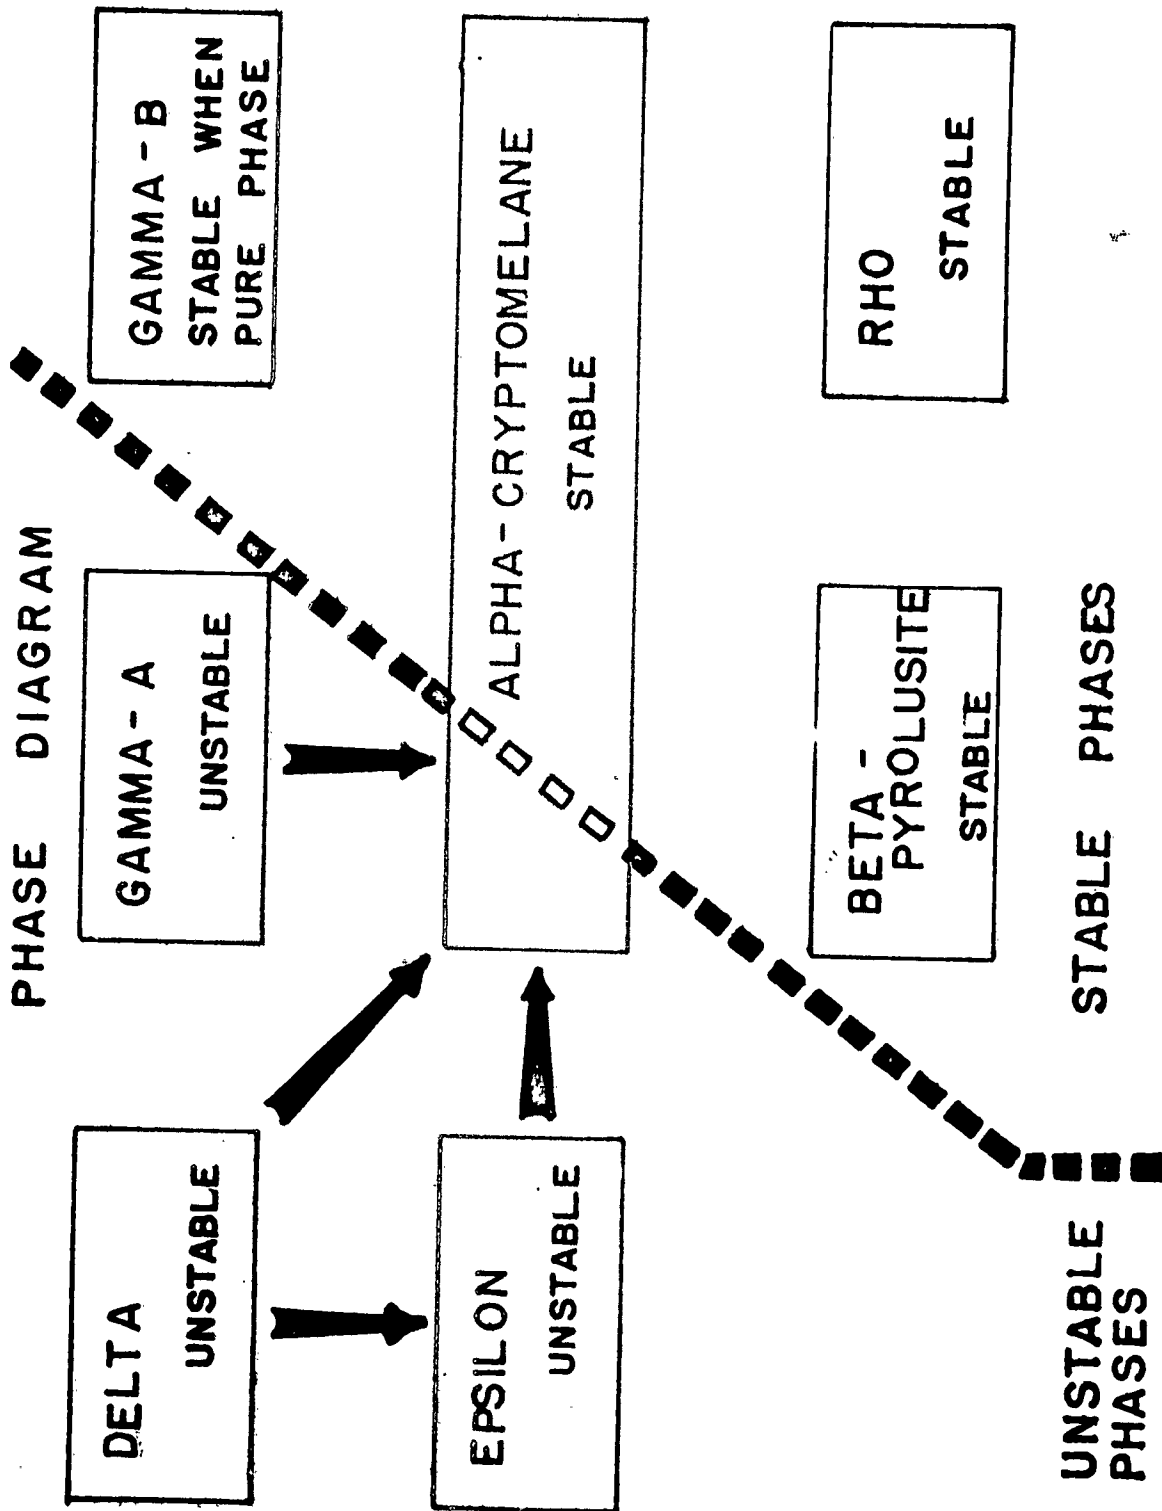 PHASE DIAGRAM
DELTA
UNSTABLE
GAMMA-A
UNSTABLE
GAMMA-B
STABLE WHEN
PURE PHASE
EPSILON
UNSTABLE
ALPHA-CRYPTOMELANE
STABLE
BETA-
PYROLUSITE
STABLE
RHO
STABLE
UNSTABLE
PHASES
STABLE PHASES